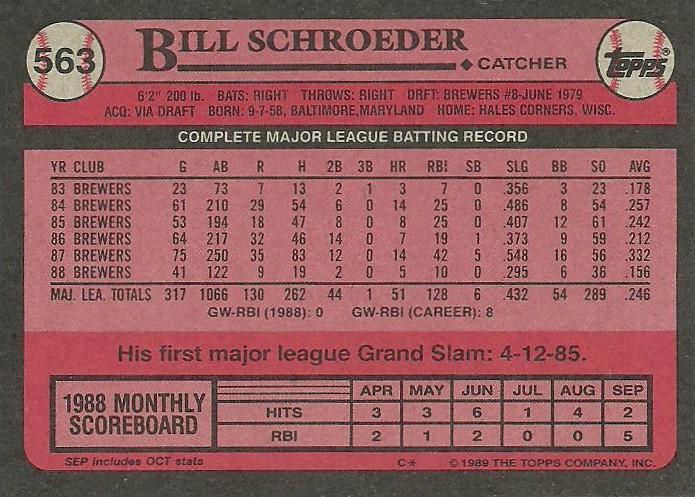 563
BILL SCHROEDER
◆ CATCHER
Topps®
6'2" 200 lb. BATS: RIGHT THROWS: RIGHT DRFT: BREWERS #8-JUNE 1979
ACQ: VIA DRAFT BORN: 9-7-58, BALTIMORE,MARYLAND HOME: HALES CORNERS, WISC.
COMPLETE MAJOR LEAGUE BATTING RECORD
YR CLUB G AB R H 2B 3B HR RBI SB SLG BB SO AVG
83 BREWERS 23 73 7 13 2 1 3 7 0 .356 3 23 .178
84 BREWERS 61 210 29 54 6 0 14 25 0 .486 8 54 .257
85 BREWERS 53 194 18 47 8 0 8 25 0 .407 12 61 .242
86 BREWERS 64 217 32 46 14 0 7 19 1 .373 9 59 .212
87 BREWERS 75 250 35 83 12 0 14 42 5 .548 16 56 .332
88 BREWERS 41 122 9 19 2 0 5 10 0 .295 6 36 .156
MAJ. LEA. TOTALS 317 1066 130 262 44 1 51 128 6 .432 54 289 .246
GW-RBI (1988): 0 GW-RBI (CAREER): 8
His first major league Grand Slam: 4-12-85.
1988 MONTHLY SCOREBOARD
APR MAY JUN JUL AUG SEP
HITS 3 3 6 1 4 2
RBI 2 1 2 0 0 5
SEP includes OCT stats C* © 1989 THE TOPPS COMPANY, INC.